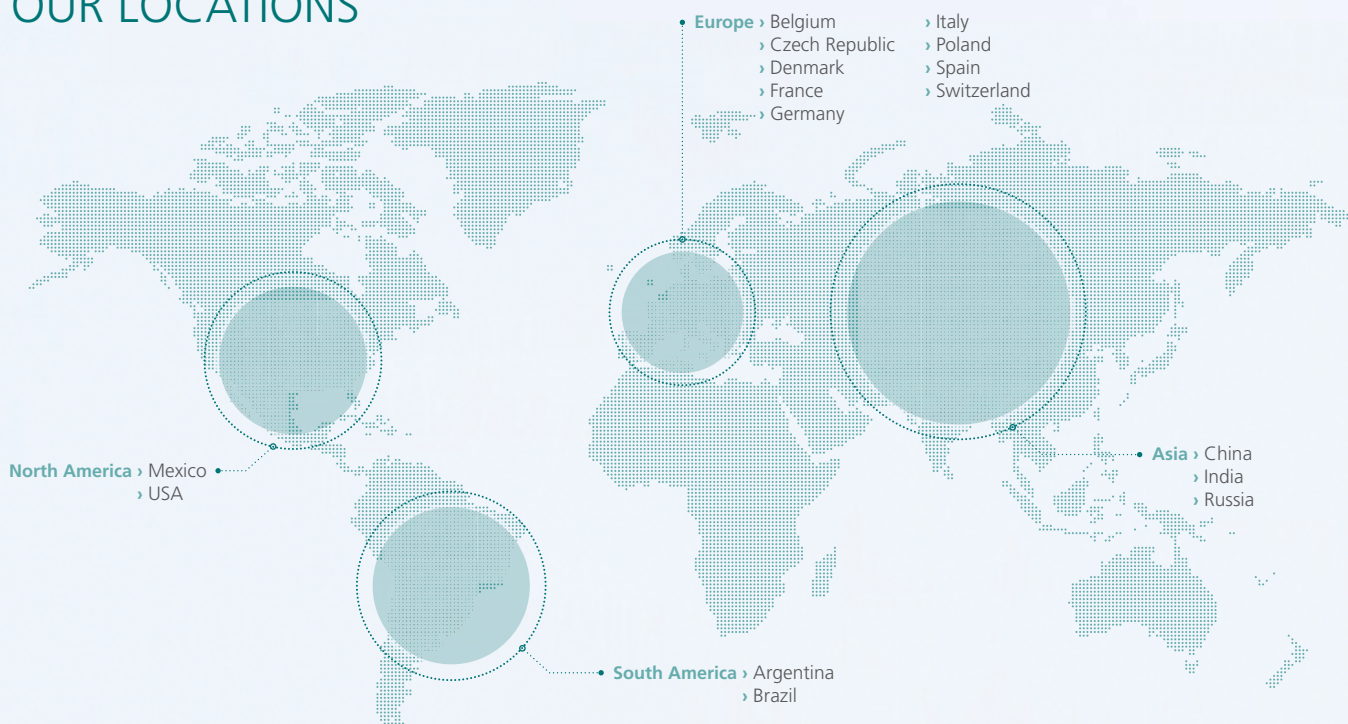 OUR LOCATIONS
Europe › Belgium
› Czech Republic
› Denmark
› France
› Germany
› Italy
› Poland
› Spain
› Switzerland
North America › Mexico
› USA
Asia › China
› India
› Russia
South America › Argentina
› Brazil